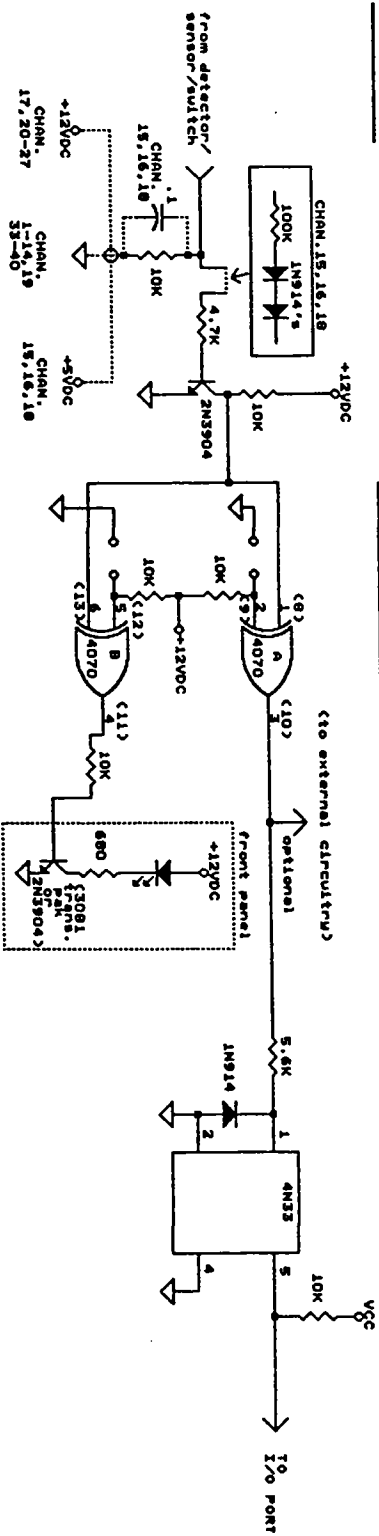 from detector/
sensor/switch
CHAN.15,16,18
100K
1N914's
.1
CHAN.
15,16,18
10K
4.7K
+12VDC
10K
2N3904
+12VDC
CHAN.
17,20-27
CHAN.
1-14,19
33-40
+5VDC
CHAN.
15,16,18
(8)
1
2
(9)
A
4070
3
(10)
10K
+12VDC
10K
(12)
5
6
(13)
B
4070
4
(11)
10K
(to external circuitry)
optional
front panel
+12VDC
680
(3081
trans.
pak
or
2N3904)
5.6K
1N914
1
2
4N33
5
4
10K
VCC
TO
I/O PORT